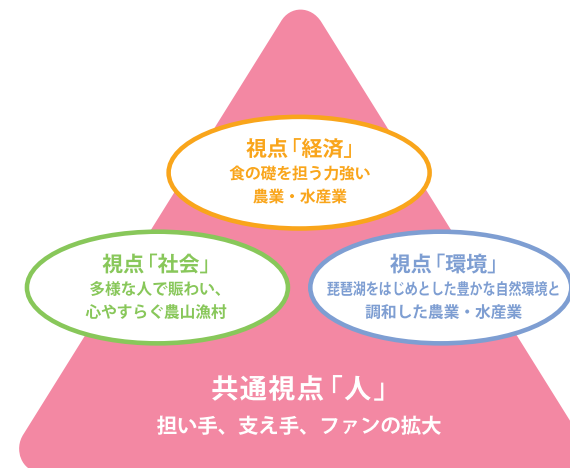 視点「経済」
食の礎を担う力強い
農業・水産業
視点「社会」
多様な人で賑わい、
心やすらぐ農山漁村
視点「環境」
琵琶湖をはじめとした豊かな自然環境と
調和した農業・水産業
共通視点「人」
担い手、支え手、ファンの拡大